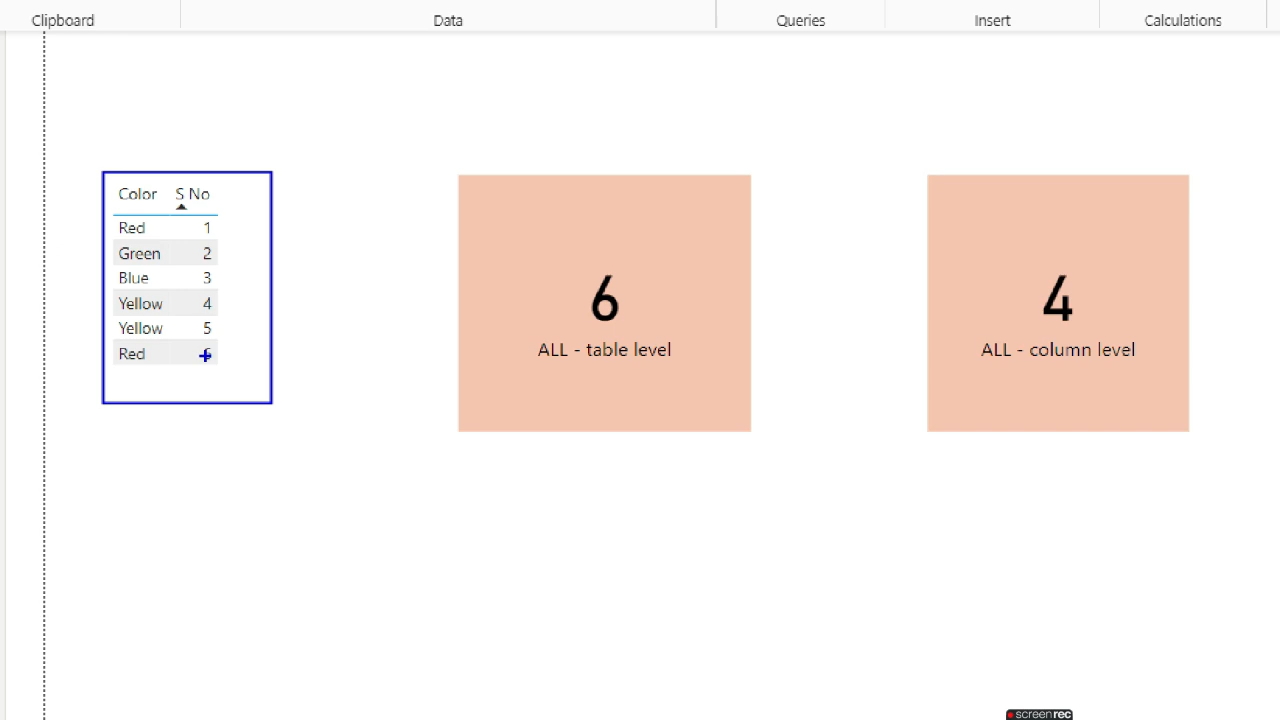 Clipboard Data Queries Insert Calculations
Color S No
Red 1
Green 2
Blue 3
Yellow 4
Yellow 5
Red 6
6
ALL - table level
4
ALL - column level
screenrec